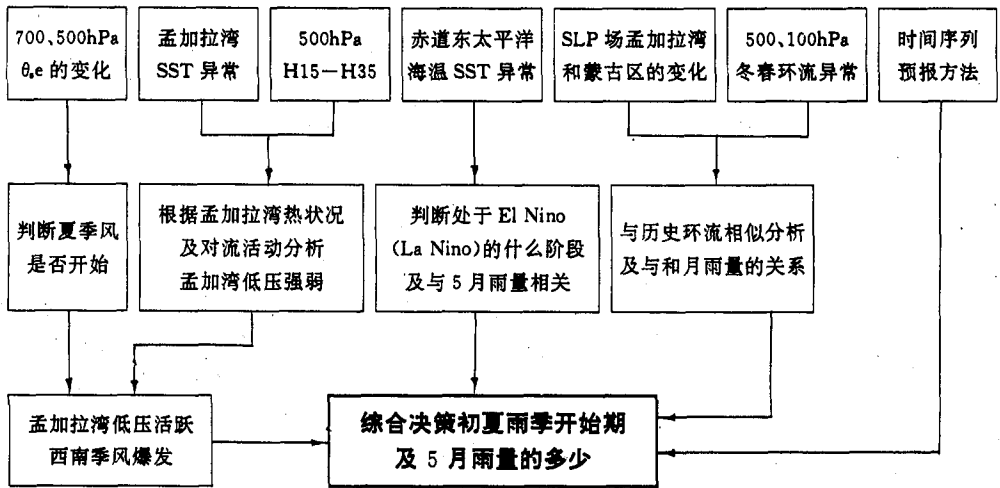 700、500hPa
θse 的变化
孟加拉湾
SST 异常
500hPa
H15－H35
赤道东太平洋
海温 SST 异常
SLP 场孟加拉湾
和蒙古区的变化
500、100hPa
冬春环流异常
时间序列
预报方法
判断夏季风
是否开始
根据孟加拉湾热状况
及对流活动分析
孟加湾低压强弱
判断处于 El Nino
(La Nino)的什么阶段
及与 5 月雨量相关
与历史环流相似分析
及与和月雨量的关系
孟加拉湾低压活跃
西南季风爆发
综合决策初夏雨季开始期
及 5 月雨量的多少